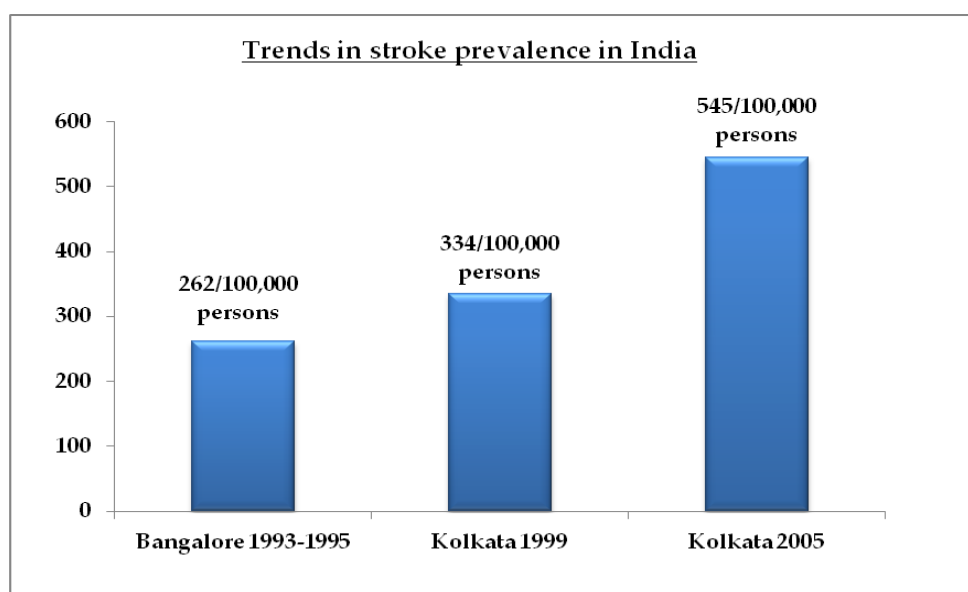 Trends in stroke prevalence in India
600
500
400
300
200
100
0
262/100,000
persons
334/100,000
persons
545/100,000
persons
Bangalore 1993-1995
Kolkata 1999
Kolkata 2005